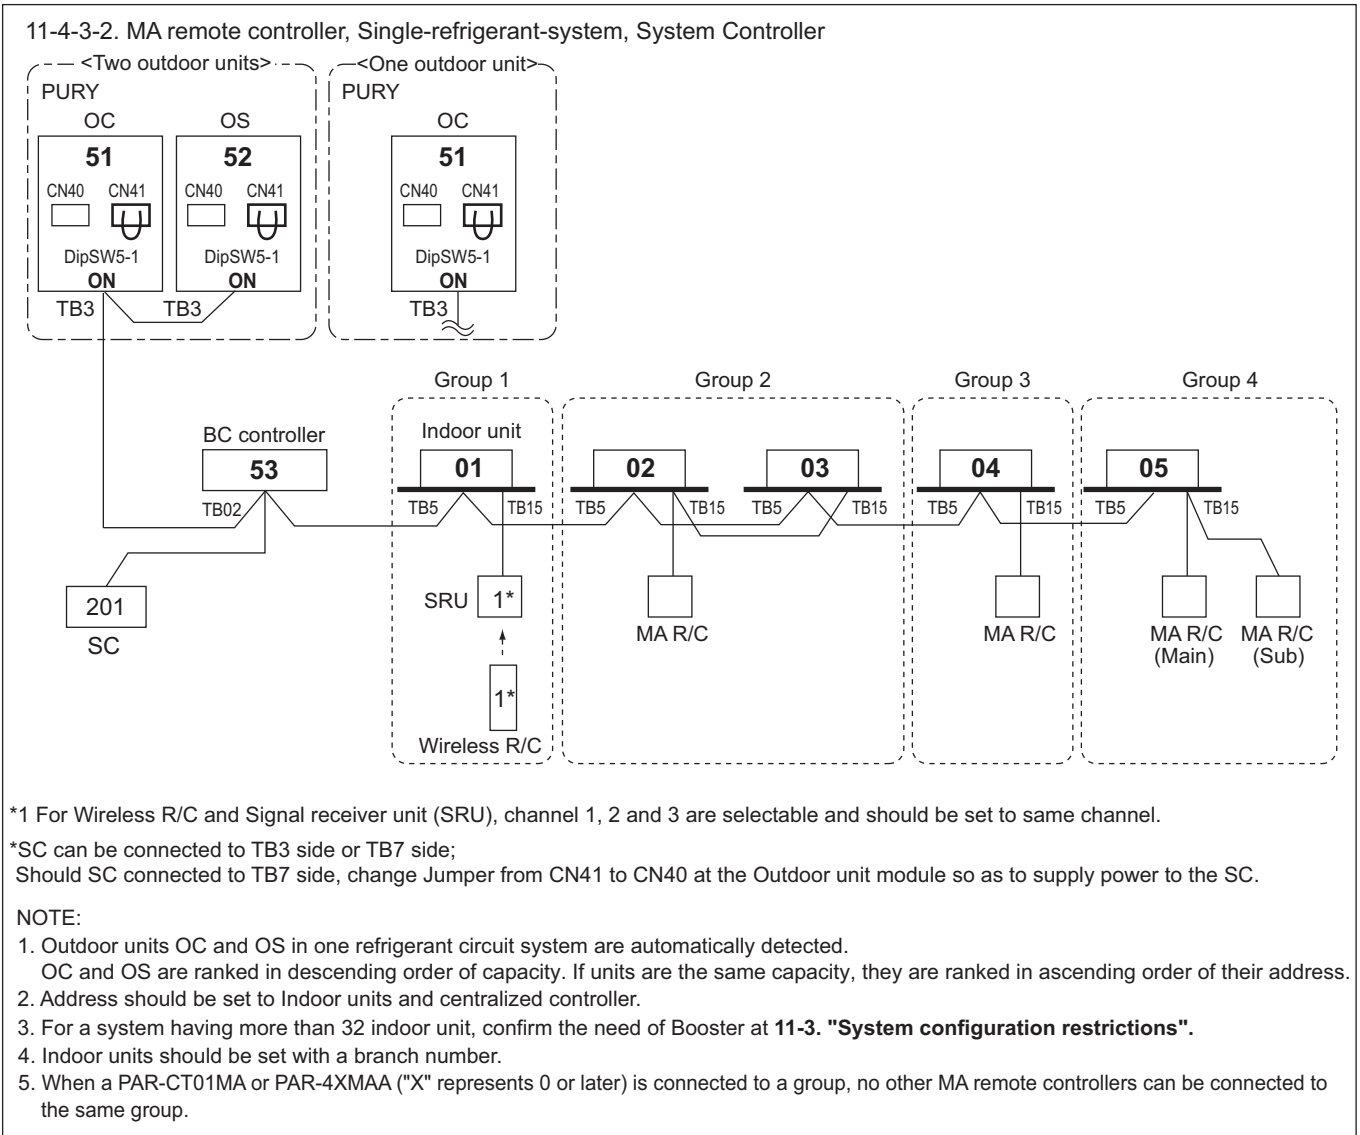 11-4-3-2. MA remote controller, Single-refrigerant-system, System Controller
<Two outdoor units>
<One outdoor unit>
PURY
PURY
OC
OS
OC
51
52
51
CN40 CN41
CN40 CN41
CN40 CN41
DipSW5-1
DipSW5-1
DipSW5-1
ON
ON
ON
TB3
TB3
TB3
Group 1
Group 2
Group 3
Group 4
BC controller
Indoor unit
53
01
02
03
04
05
TB02
TB5
TB15
TB5
TB15
TB5
TB15
TB5
TB15
TB5
TB15
201
SC
SRU
1*
MA R/C
MA R/C
MA R/C
(Main)
MA R/C
(Sub)
1*
Wireless R/C
*1 For Wireless R/C and Signal receiver unit (SRU), channel 1, 2 and 3 are selectable and should be set to same channel.
*SC can be connected to TB3 side or TB7 side;
Should SC connected to TB7 side, change Jumper from CN41 to CN40 at the Outdoor unit module so as to supply power to the SC.
NOTE:
1. Outdoor units OC and OS in one refrigerant circuit system are automatically detected.
OC and OS are ranked in descending order of capacity. If units are the same capacity, they are ranked in ascending order of their address.
2. Address should be set to Indoor units and centralized controller.
3. For a system having more than 32 indoor unit, confirm the need of Booster at 11-3. "System configuration restrictions".
4. Indoor units should be set with a branch number.
5. When a PAR-CT01MA or PAR-4XMAA ("X" represents 0 or later) is connected to a group, no other MA remote controllers can be connected to
the same group.